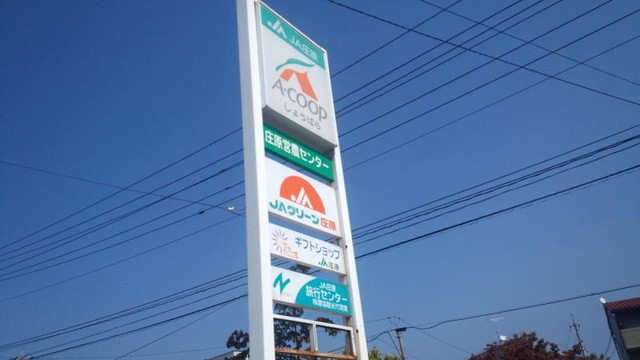 JA庄原
A·COOP
しょうばら
庄原営農センター
JAグリーン庄原
ギフトショップ
JA庄原
JA庄原
旅行センター